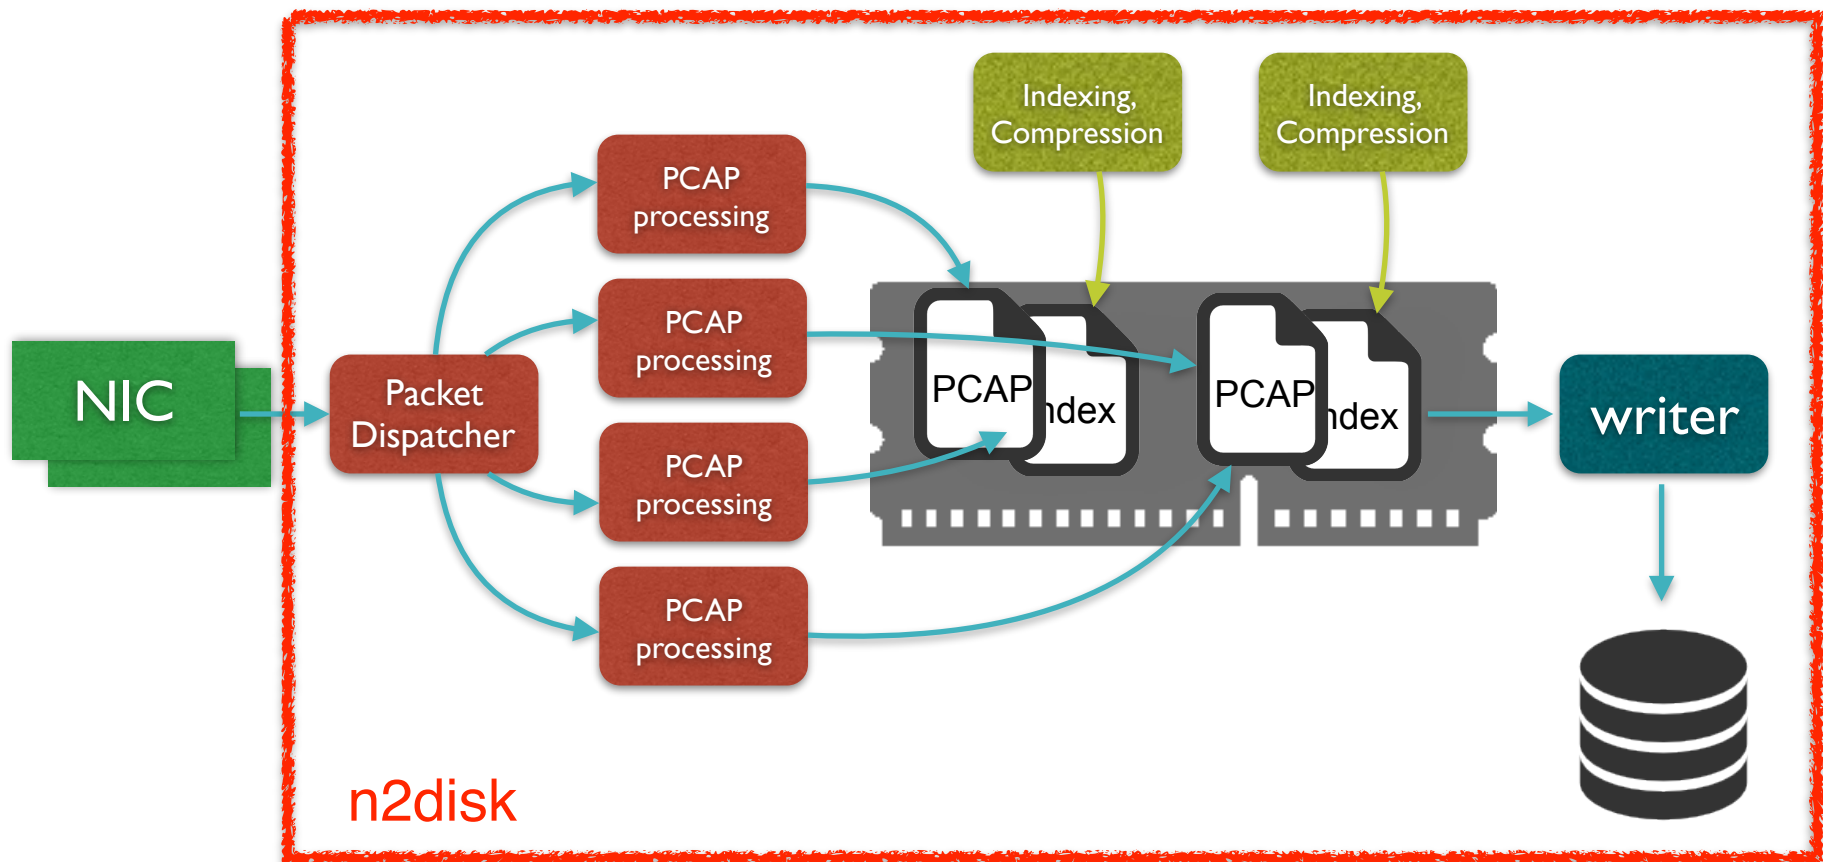 Indexing,
Compression
Indexing,
Compression
PCAP
processing
PCAP
processing
NIC
Packet
Dispatcher
PCAP
ndex
PCAP
ndex
writer
PCAP
processing
PCAP
processing
n2disk